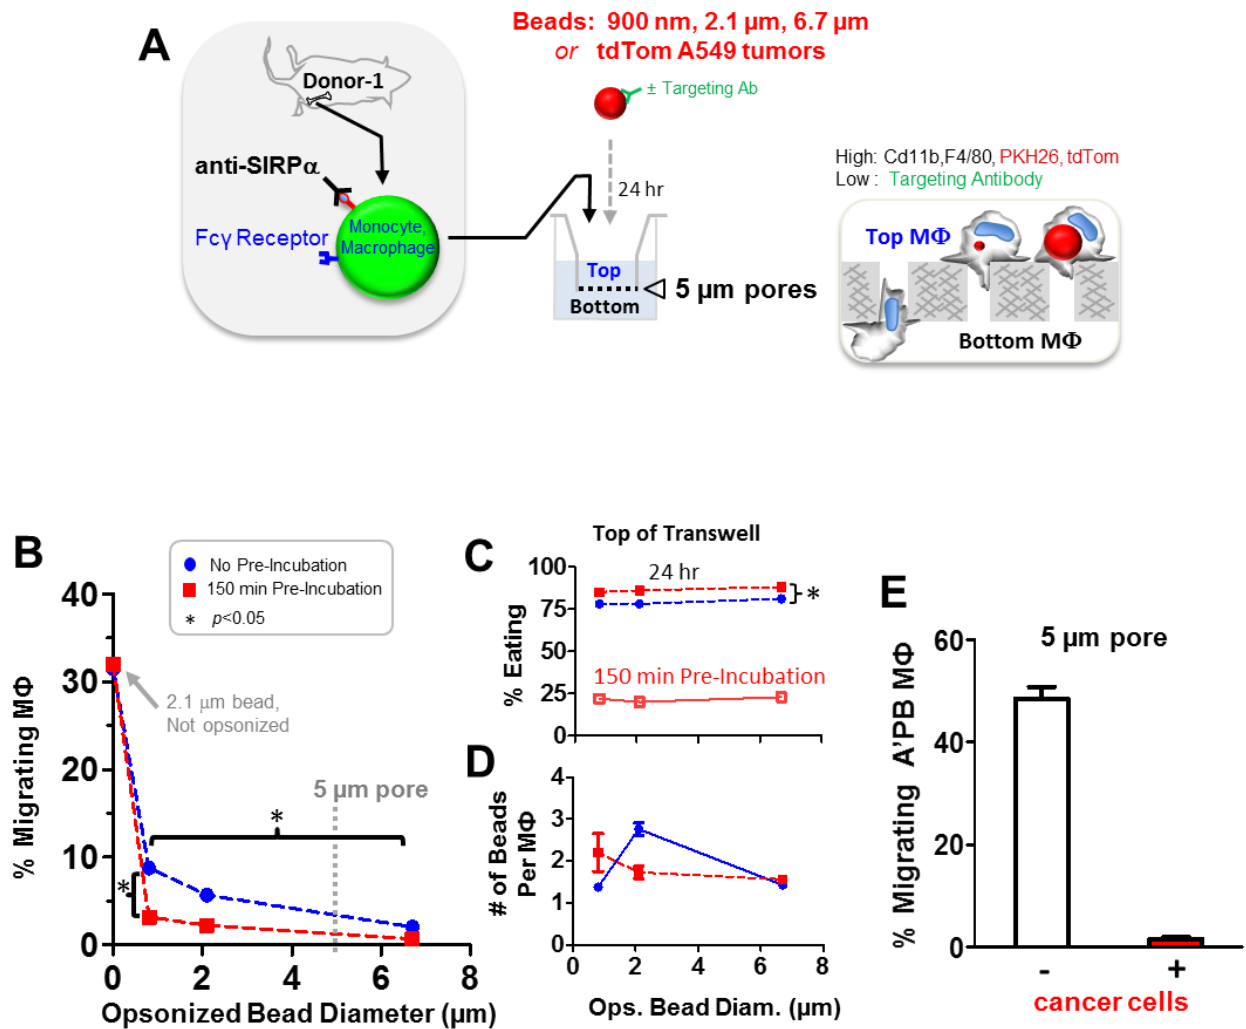 A
Donor-1
anti-SIRPα
Fcγ Receptor
Monocyte,
Macrophage
Beads: 900 nm, 2.1 µm, 6.7 µm
or tdTom A549 tumors
± Targeting Ab
24 hr
Top
Bottom
5 µm pores
High: Cd11b,F4/80, PKH26, tdTom
Low : Targeting Antibody
Top MΦ
Bottom MΦ
B
No Pre-Incubation
150 min Pre-Incubation
* p<0.05
% Migrating MΦ
40
30
20
10
0
2.1 µm bead,
Not opsonized
5 µm pore
*
*
0 2 4 6 8
Opsonized Bead Diameter (µm)
C
Top of Transwell
% Eating
100
75
50
25
0
24 hr
*
150 min Pre-Incubation
D
# of Beads
Per MΦ
4
3
2
1
0
0 2 4 6 8
Ops. Bead Diam. (µm)
E
5 µm pore
% Migrating A'PB MΦ
60
40
20
0
- +
cancer cells